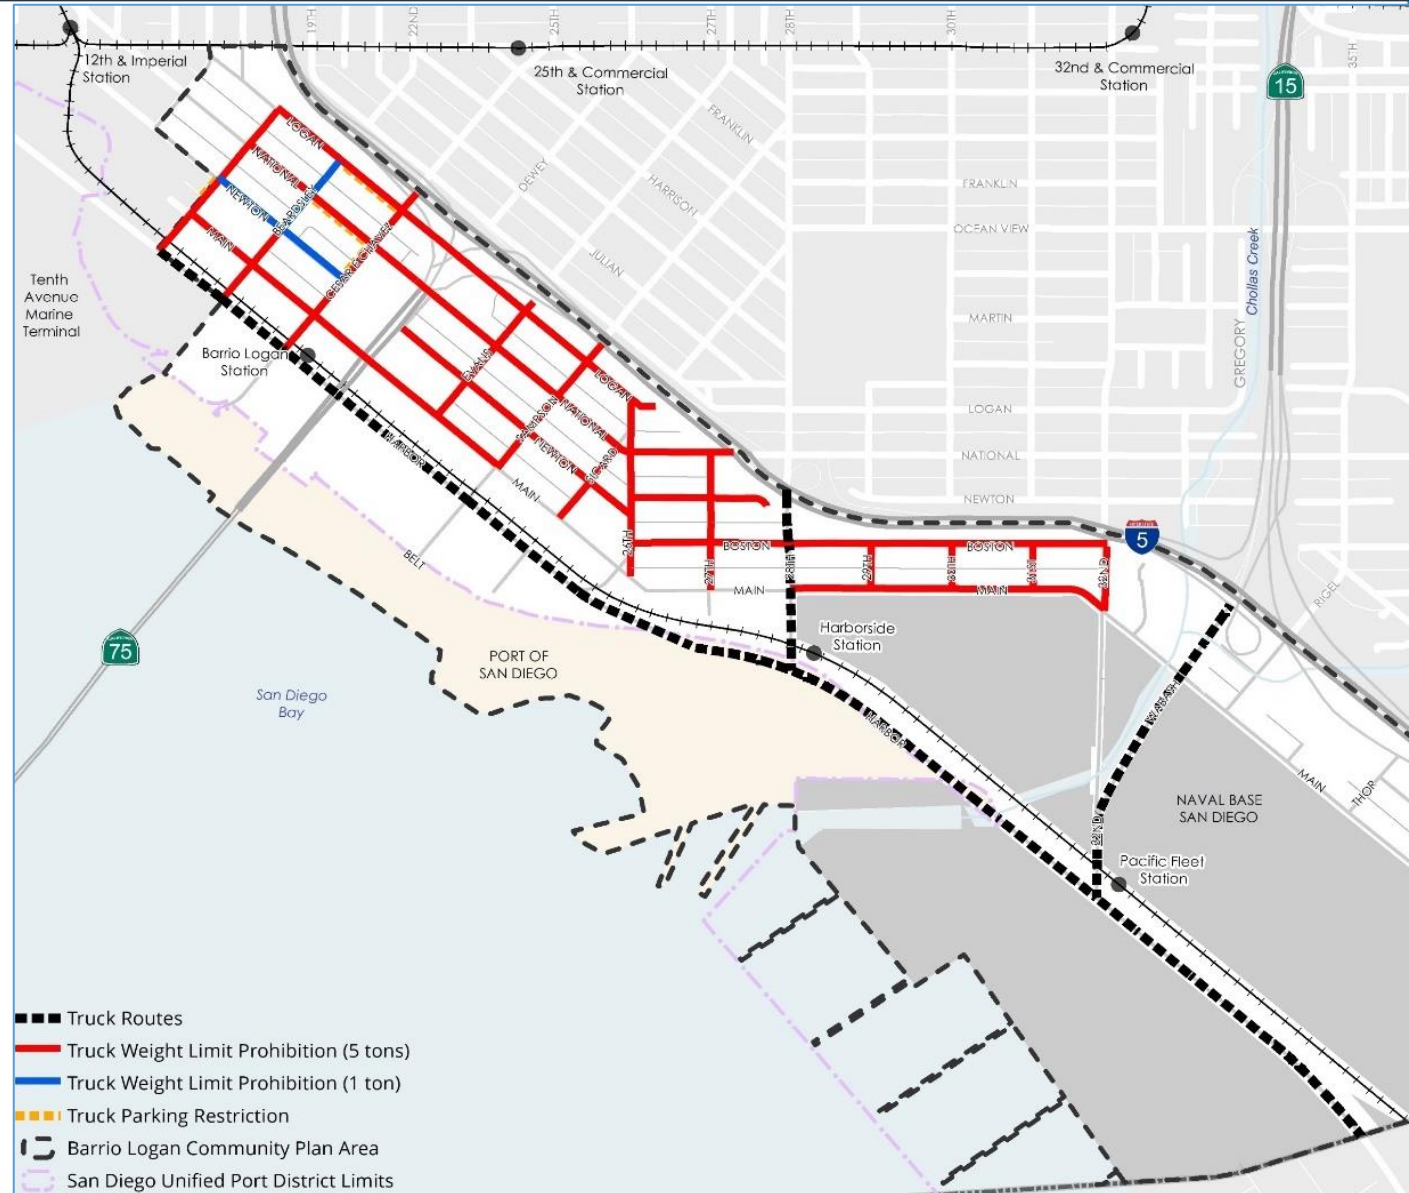 19TH
22ND
25TH
27TH
28TH
30TH
35TH
12th & Imperial
Station
25th & Commercial
Station
32nd & Commercial
Station
CALIFORNIA
15
FRANKLIN
DEWEY
HARRISON
JULIAN
FRANKLIN
OCEAN VIEW
MARTIN
LOGAN
NATIONAL
NEWTON
GREGORY
Chollas Creek
LOGAN
NATIONAL
NEWTON
BEARDSLEY
MAIN
CESAR E CHAVEZ
Tenth
Avenue
Marine
Terminal
Barrio Logan
Station
EVANS
LOGAN
SAMPSON
NATIONAL
NEWTON
SICARD
HARBOR
MAIN
BELT
26TH
27TH
BOSTON
28TH
MAIN
BOSTON
29TH
30TH
31ST
32ND
MAIN
INTERSTATE
5
RIGEL
Harborside
Station
CALIFORNIA
75
PORT OF
SAN DIEGO
San Diego
Bay
HARBOR
WABASH
MAIN
THOR
NAVAL BASE
SAN DIEGO
32ND
Pacific Fleet
Station
Truck Routes
Truck Weight Limit Prohibition (5 tons)
Truck Weight Limit Prohibition (1 ton)
Truck Parking Restriction
Barrio Logan Community Plan Area
San Diego Unified Port District Limits